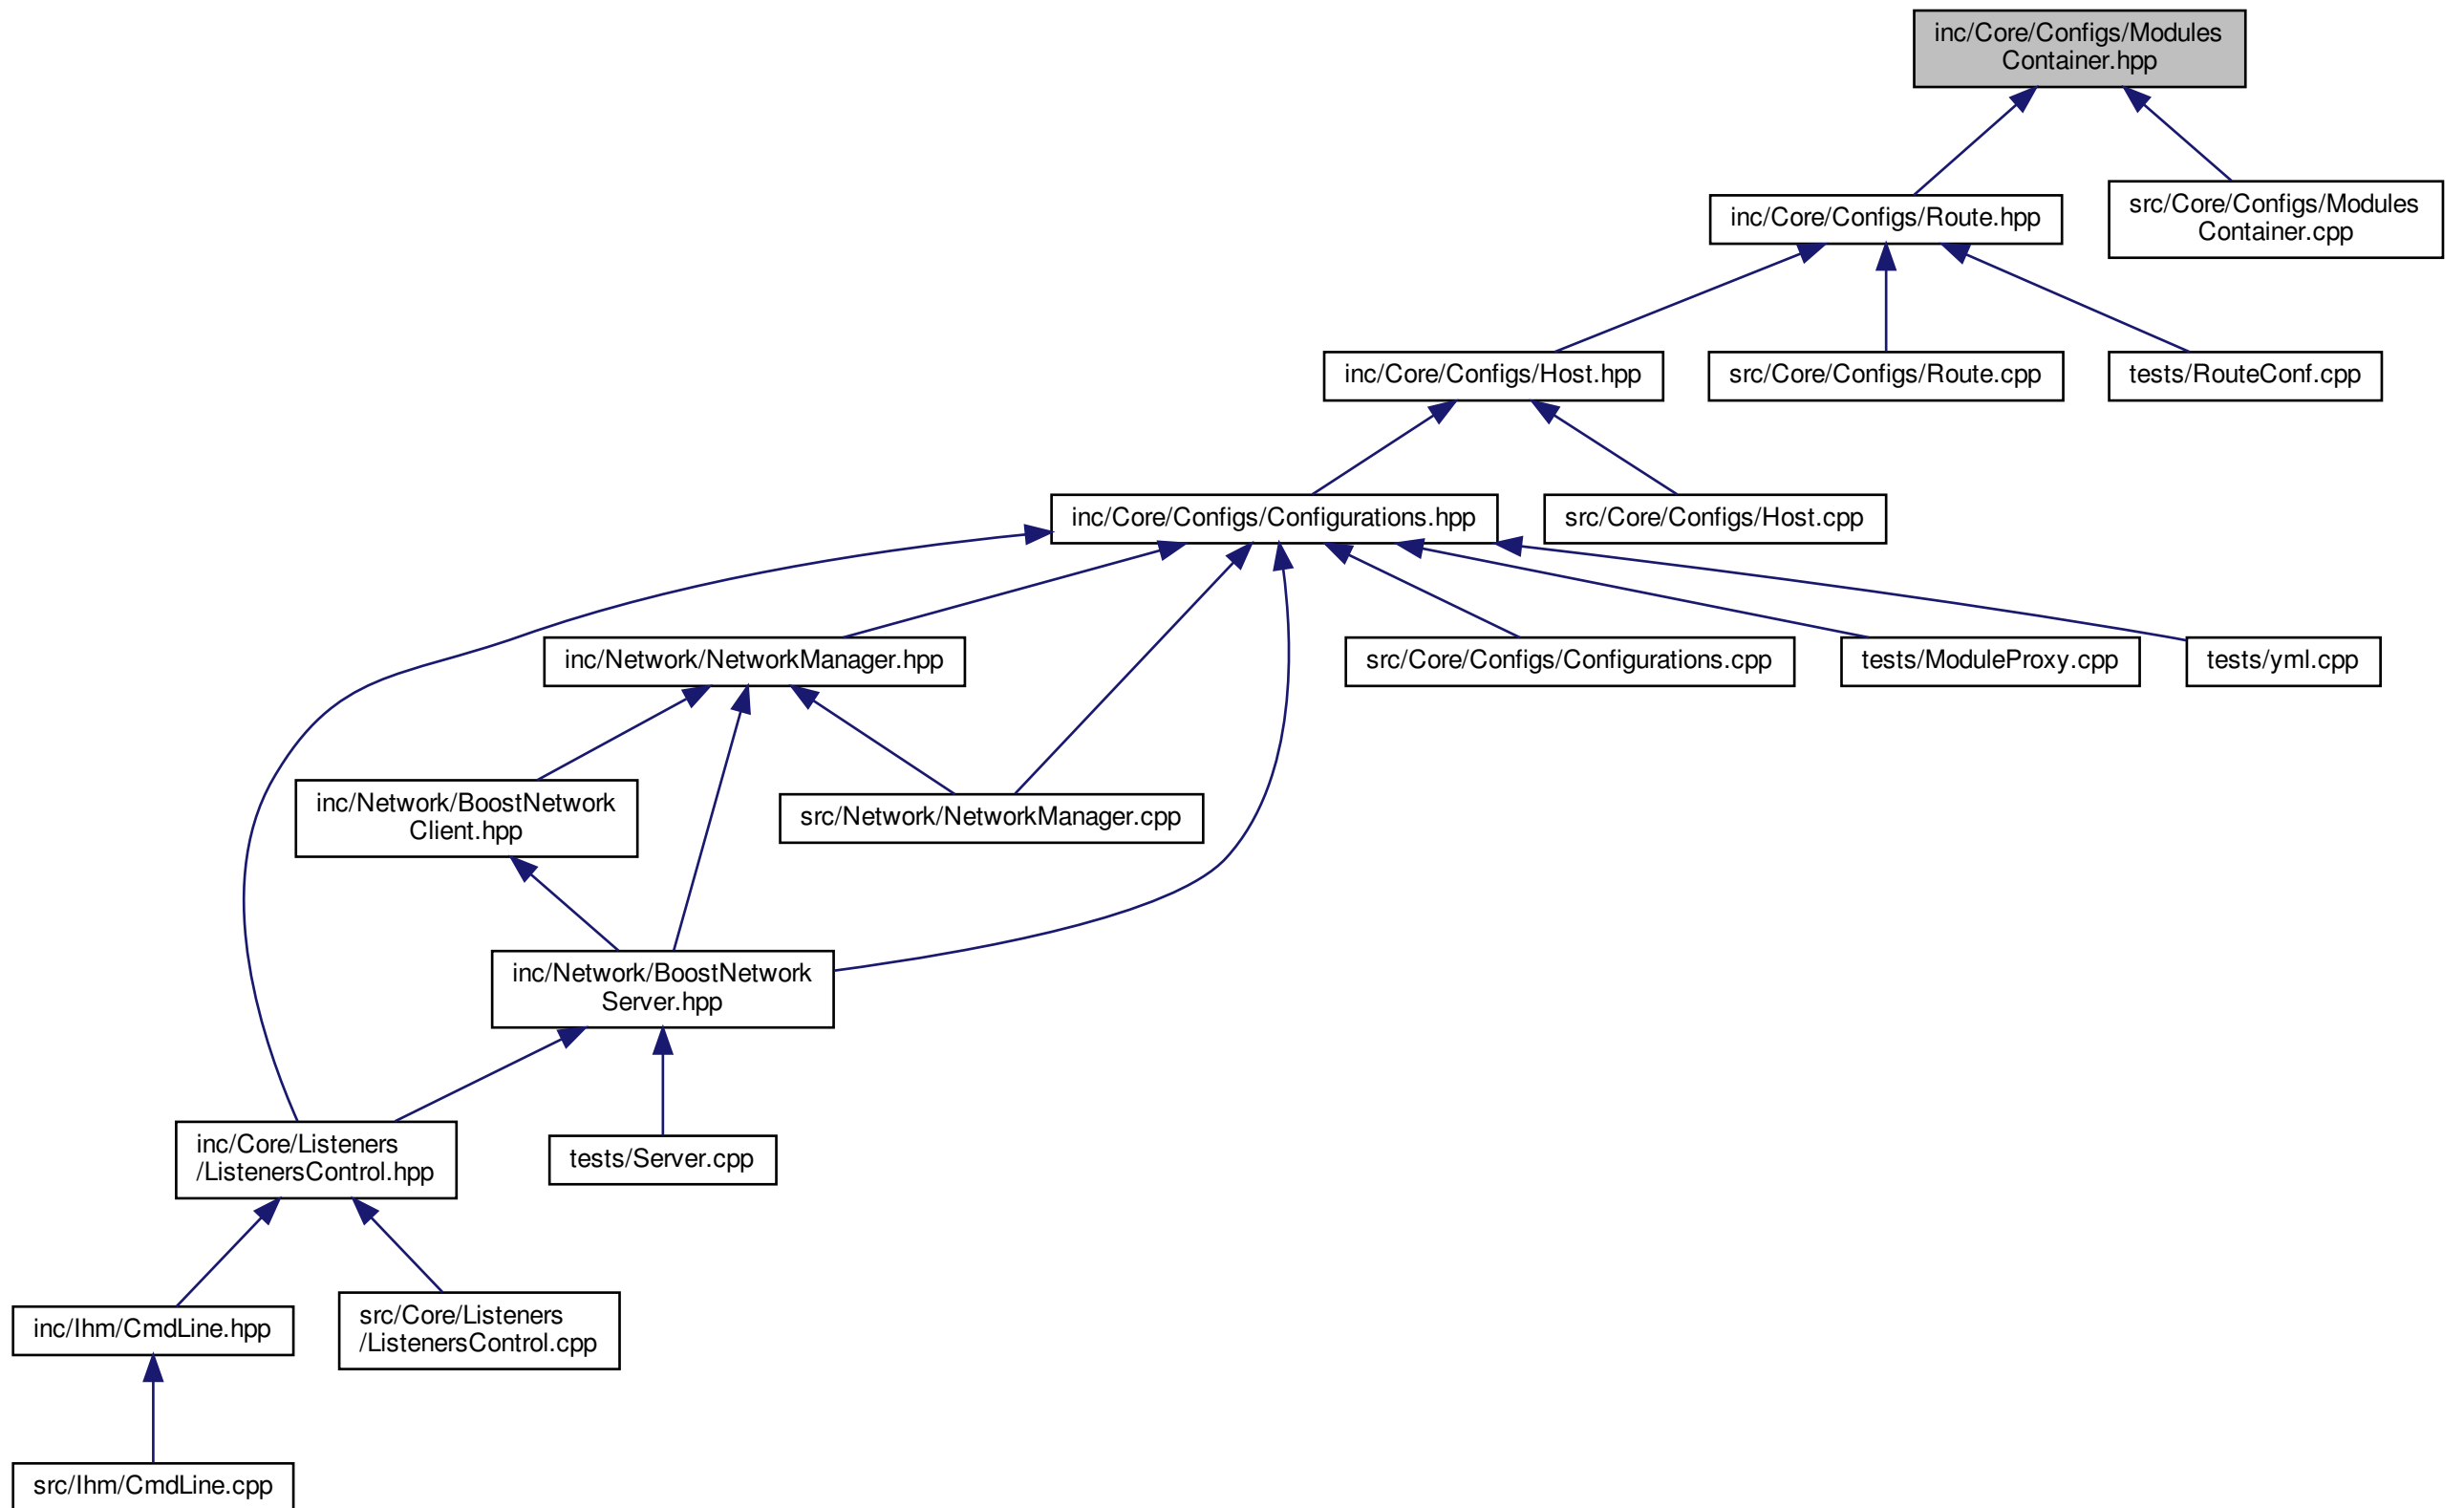 inc/Core/Configs/Modules
Container.hpp
inc/Core/Configs/Route.hpp
src/Core/Configs/Modules
Container.cpp
inc/Core/Configs/Host.hpp
src/Core/Configs/Route.cpp
tests/RouteConf.cpp
inc/Core/Configs/Configurations.hpp
src/Core/Configs/Host.cpp
inc/Network/NetworkManager.hpp
src/Core/Configs/Configurations.cpp
tests/ModuleProxy.cpp
tests/yml.cpp
inc/Network/BoostNetwork
Client.hpp
src/Network/NetworkManager.cpp
inc/Network/BoostNetwork
Server.hpp
inc/Core/Listeners
/ListenersControl.hpp
tests/Server.cpp
inc/Ihm/CmdLine.hpp
src/Core/Listeners
/ListenersControl.cpp
src/Ihm/CmdLine.cpp